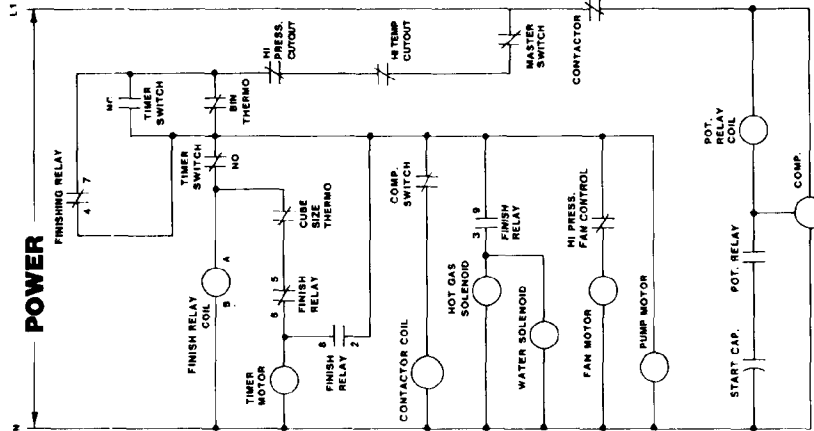 L1
POWER
N
FINISHING RELAY
4 7
NC
TIMER
SWITCH
BIN
THERMO
HI
PRESS.
CUTOUT
HI TEMP
CUTOUT
MASTER
SWITCH
CONTACTOR
TIMER
SWITCH
NO
FINISH RELAY
COIL
B A
CUBE
SIZE
THERMO
6 5
FINISH
RELAY
TIMER
MOTOR
8
2
FINISH
RELAY
COMP.
SWITCH
CONTACTOR COIL
3 9
FINISH
RELAY
HOT GAS
SOLENOID
WATER SOLENOID
HI PRESS.
FAN CONTROL
FAN MOTOR
PUMP MOTOR
POT.
RELAY
COIL
POT. RELAY
START CAP.
COMP.